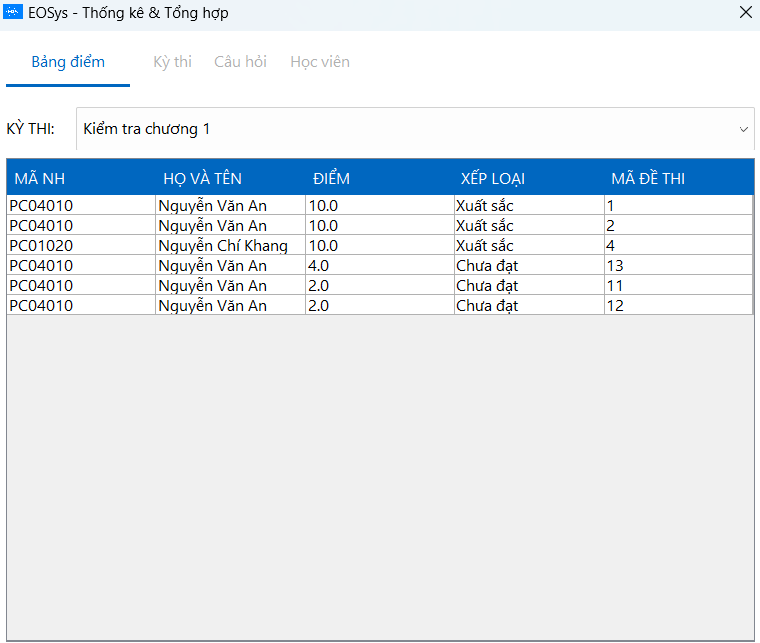 EOSys - Thống kê & Tổng hợp
Bảng điểm Kỳ thi Câu hỏi Học viên
KỲ THI: Kiểm tra chương 1
MÃ NH HỌ VÀ TÊN ĐIỂM XẾP LOẠI MÃ ĐỀ THI
PC04010 Nguyễn Văn An 10.0 Xuất sắc 1
PC04010 Nguyễn Văn An 10.0 Xuất sắc 2
PC01020 Nguyễn Chí Khang 10.0 Xuất sắc 4
PC04010 Nguyễn Văn An 4.0 Chưa đạt 13
PC04010 Nguyễn Văn An 2.0 Chưa đạt 11
PC04010 Nguyễn Văn An 2.0 Chưa đạt 12